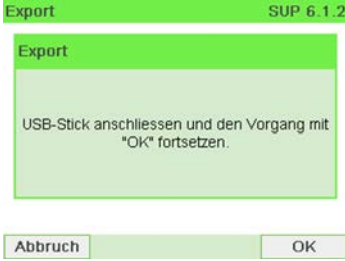 Export SUP 6.1.2
Export
USB-Stick anschliessen und den Vorgang mit
"OK" fortsetzen.
Abbruch OK